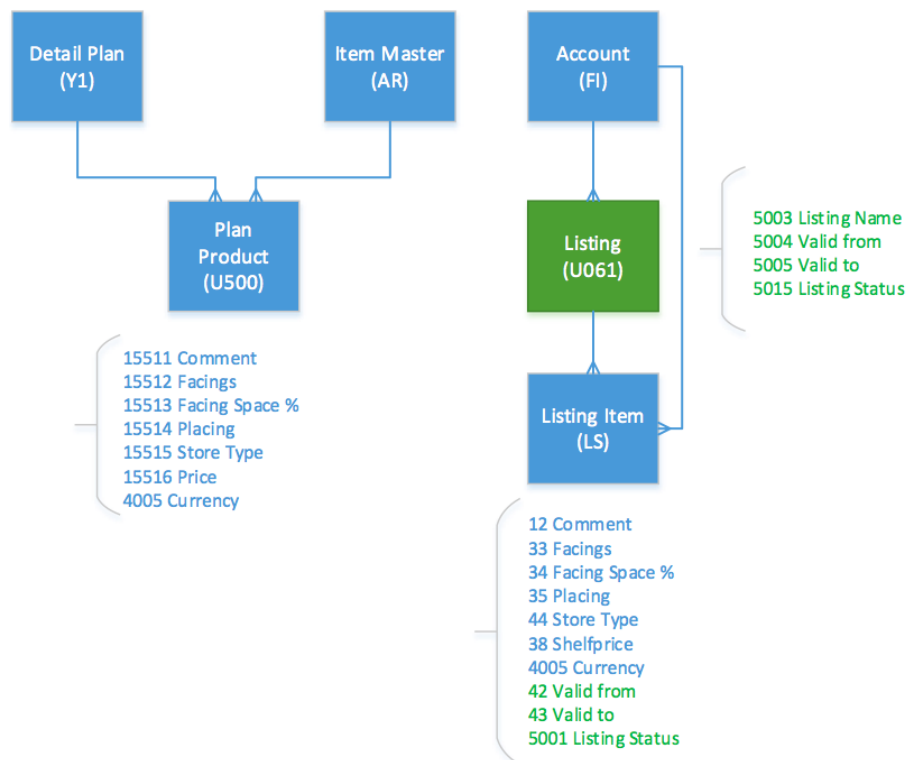 Detail Plan
(Y1)
Item Master
(AR)
Account
(FI)
Plan
Product
(U500)
Listing
(U061)
5003 Listing Name
5004 Valid from
5005 Valid to
5015 Listing Status
15511 Comment
15512 Facings
15513 Facing Space %
15514 Placing
15515 Store Type
15516 Price
4005 Currency
Listing Item
(LS)
12 Comment
33 Facings
34 Facing Space %
35 Placing
44 Store Type
38 Shelfprice
4005 Currency
42 Valid from
43 Valid to
5001 Listing Status